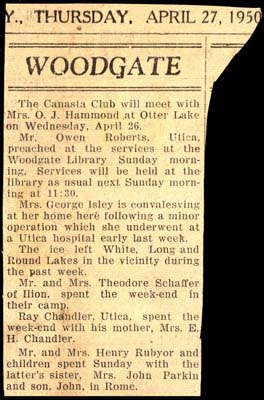 Y., THURSDAY, APRIL 27, 1950
WOODGATE
The Canasta Club will meet with
Mrs. O. J. Hammond at Otter Lake
on Wednesday, April 26.
Mr. Owen Roberts, Utica,
preached at the services at the
Woodgate Library Sunday morn-
ing. Services will be held at the
library as usual next Sunday morn-
ing at 11:30.
Mrs. George Isley is convalesving
at her home here following a minor
operation which she underwent at
a Utica hospital early last week.
The ice left White, Long and
Round Lakes in the vicinity during
the past week.
Mr. and Mrs. Theodore Schaffer
of Ilion, spent the week-end in
their camp.
Ray Chandler, Utica, spent the
week-end with his mother, Mrs. E.
H. Chandler.
Mr. and Mrs. Henry Rubyor and
children spent Sunday with the
latter's sister, Mrs. John Parkin
and son, John, in Rome.